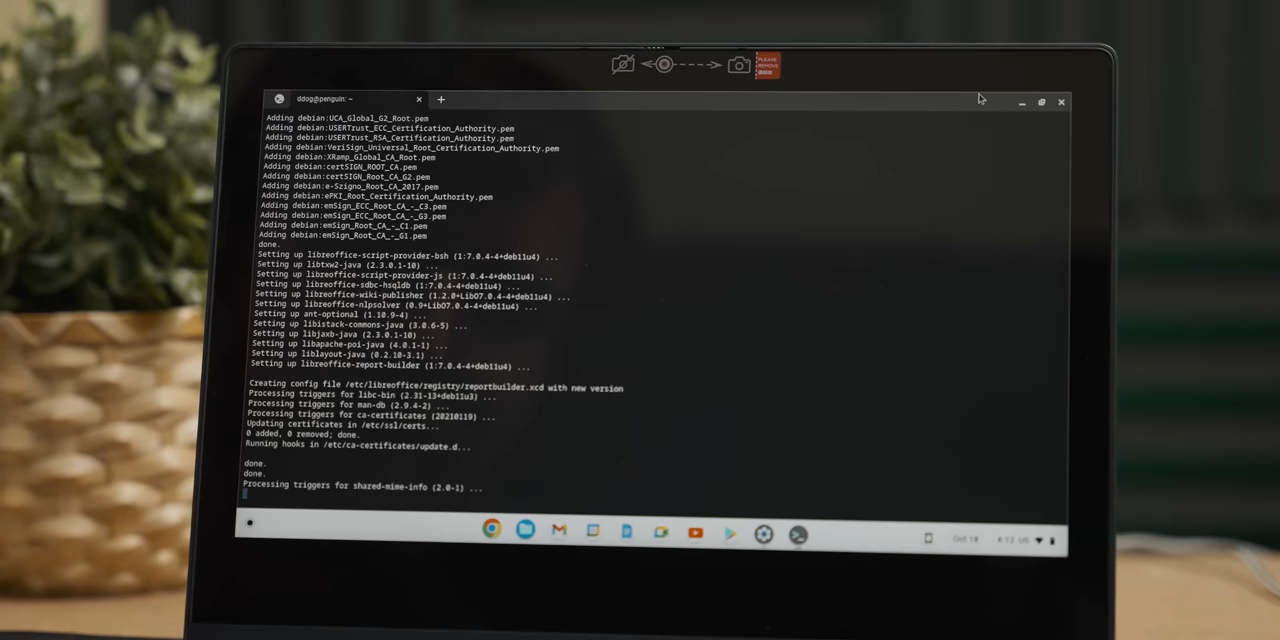 PLEASE
REMOVE
ddog@penguin: ~
Adding debian:UCA_Global_G2_Root.pem
Adding debian:USERTrust_ECC_Certification_Authority.pem
Adding debian:USERTrust_RSA_Certification_Authority.pem
Adding debian:VeriSign_Universal_Root_Certification_Authority.pem
Adding debian:XRamp_Global_CA_Root.pem
Adding debian:certSIGN_ROOT_CA.pem
Adding debian:certSIGN_Root_CA_G2.pem
Adding debian:e-Szigno_Root_CA_2017.pem
Adding debian:ePKI_Root_Certification_Authority.pem
Adding debian:emSign_ECC_Root_CA_-_C3.pem
Adding debian:emSign_ECC_Root_CA_-_G3.pem
Adding debian:emSign_Root_CA_-_C1.pem
Adding debian:emSign_Root_CA_-_G1.pem
done.
Setting up libreoffice-script-provider-bsh (1:7.0.4-4+deb11u4) ...
Setting up libtxw2-java (2.3.0.1-10) ...
Setting up libreoffice-script-provider-js (1:7.0.4-4+deb11u4) ...
Setting up libreoffice-sdbc-hsqldb (1:7.0.4-4+deb11u4) ...
Setting up libreoffice-wiki-publisher (1.2.0+LibO7.0.4-4+deb11u4) ...
Setting up libreoffice-nlpsolver (0.9+LibO7.0.4-4+deb11u4) ...
Setting up ant-optional (1.10.9-4) ...
Setting up libistack-commons-java (3.0.6-5) ...
Setting up libjaxb-java (2.3.0.1-10) ...
Setting up libapache-poi-java (4.0.1-1) ...
Setting up liblayout-java (0.2.10-3.1) ...
Setting up libreoffice-report-builder (1:7.0.4-4+deb11u4) ...
Creating config file /etc/libreoffice/registry/reportbuilder.xcd with new version
Processing triggers for libc-bin (2.31-13+deb11u3) ...
Processing triggers for man-db (2.9.4-2) ...
Processing triggers for ca-certificates (20210119) ...
Updating certificates in /etc/ssl/certs...
0 added, 0 removed; done.
Running hooks in /etc/ca-certificates/update.d...
done.
done.
Processing triggers for shared-mime-info (2.0-1) ...
Oct 18 4:12 US